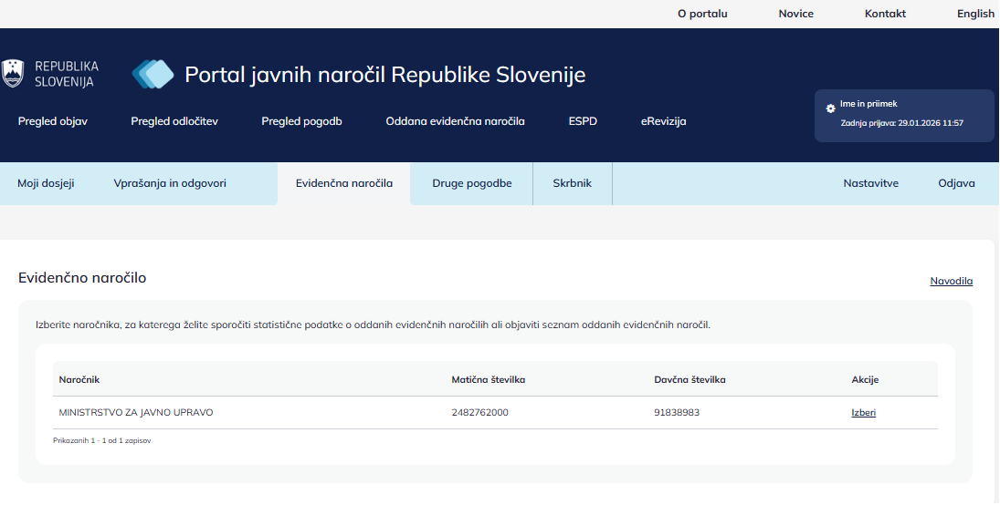 O portalu Novice Kontakt English
REPUBLIKA
SLOVENIJA
Portal javnih naročil Republike Slovenije
Pregled objav Pregled odločitev Pregled pogodb Oddana evidenčna naročila ESPD eRevizija
Ime in priimek
Zadnja prijava: 29.01.2026 11:57
Moji dosjeji Vprašanja in odgovori Evidenčna naročila Druge pogodbe Skrbnik Nastavitve Odjava
Evidenčno naročilo
Navodila
Izberite naročnika, za katerega želite sporočiti statistične podatke o oddanih evidenčnih naročilih ali objaviti seznam oddanih evidenčnih naročil.
Naročnik Matična številka Davčna številka Akcije
MINISTRSTVO ZA JAVNO UPRAVO 2482762000 91838983 Izberi
Prikazanih 1 - 1 od 1 zapisov